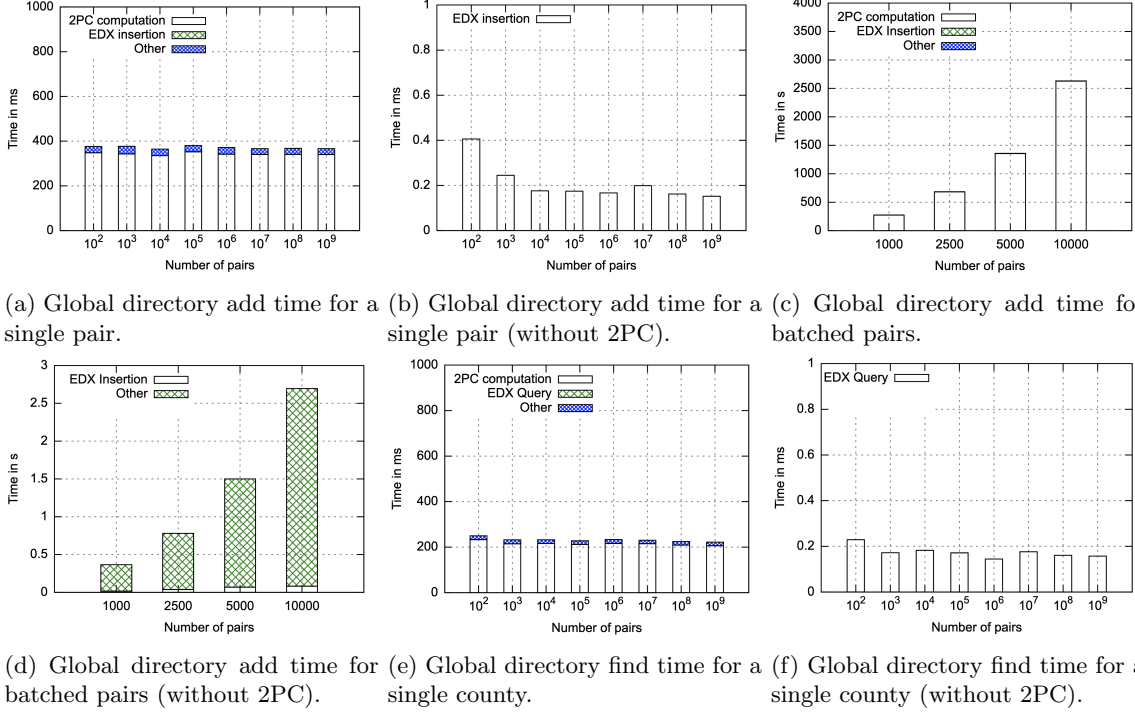 1000
800
600
400
200
0
Time in ms
2PC computation
EDX insertion
Other
10^2 10^3 10^4 10^5 10^6 10^7 10^8 10^9
Number of pairs
1
0.8
0.6
0.4
0.2
0
Time in ms
EDX insertion
10^2 10^3 10^4 10^5 10^6 10^7 10^8 10^9
Number of pairs
4000
3500
3000
2500
2000
1500
1000
500
0
Time in s
2PC computation
EDX Insertion
Other
1000 2500 5000 10000
Number of pairs
(a) Global directory add time for a
single pair.
(b) Global directory add time for a
single pair (without 2PC).
(c) Global directory add time fo
batched pairs.
3
2.5
2
1.5
1
0.5
0
Time in s
EDX Insertion
Other
1000 2500 5000 10000
Number of pairs
1000
800
600
400
200
0
Time in ms
2PC computation
EDX Query
Other
10^2 10^3 10^4 10^5 10^6 10^7 10^8 10^9
Number of pairs
1
0.8
0.6
0.4
0.2
0
Time in ms
EDX Query
10^2 10^3 10^4 10^5 10^6 10^7 10^8 10^9
Number of pairs
(d) Global directory add time for
batched pairs (without 2PC).
(e) Global directory find time for a
single county.
(f) Global directory find time for a
single county (without 2PC).